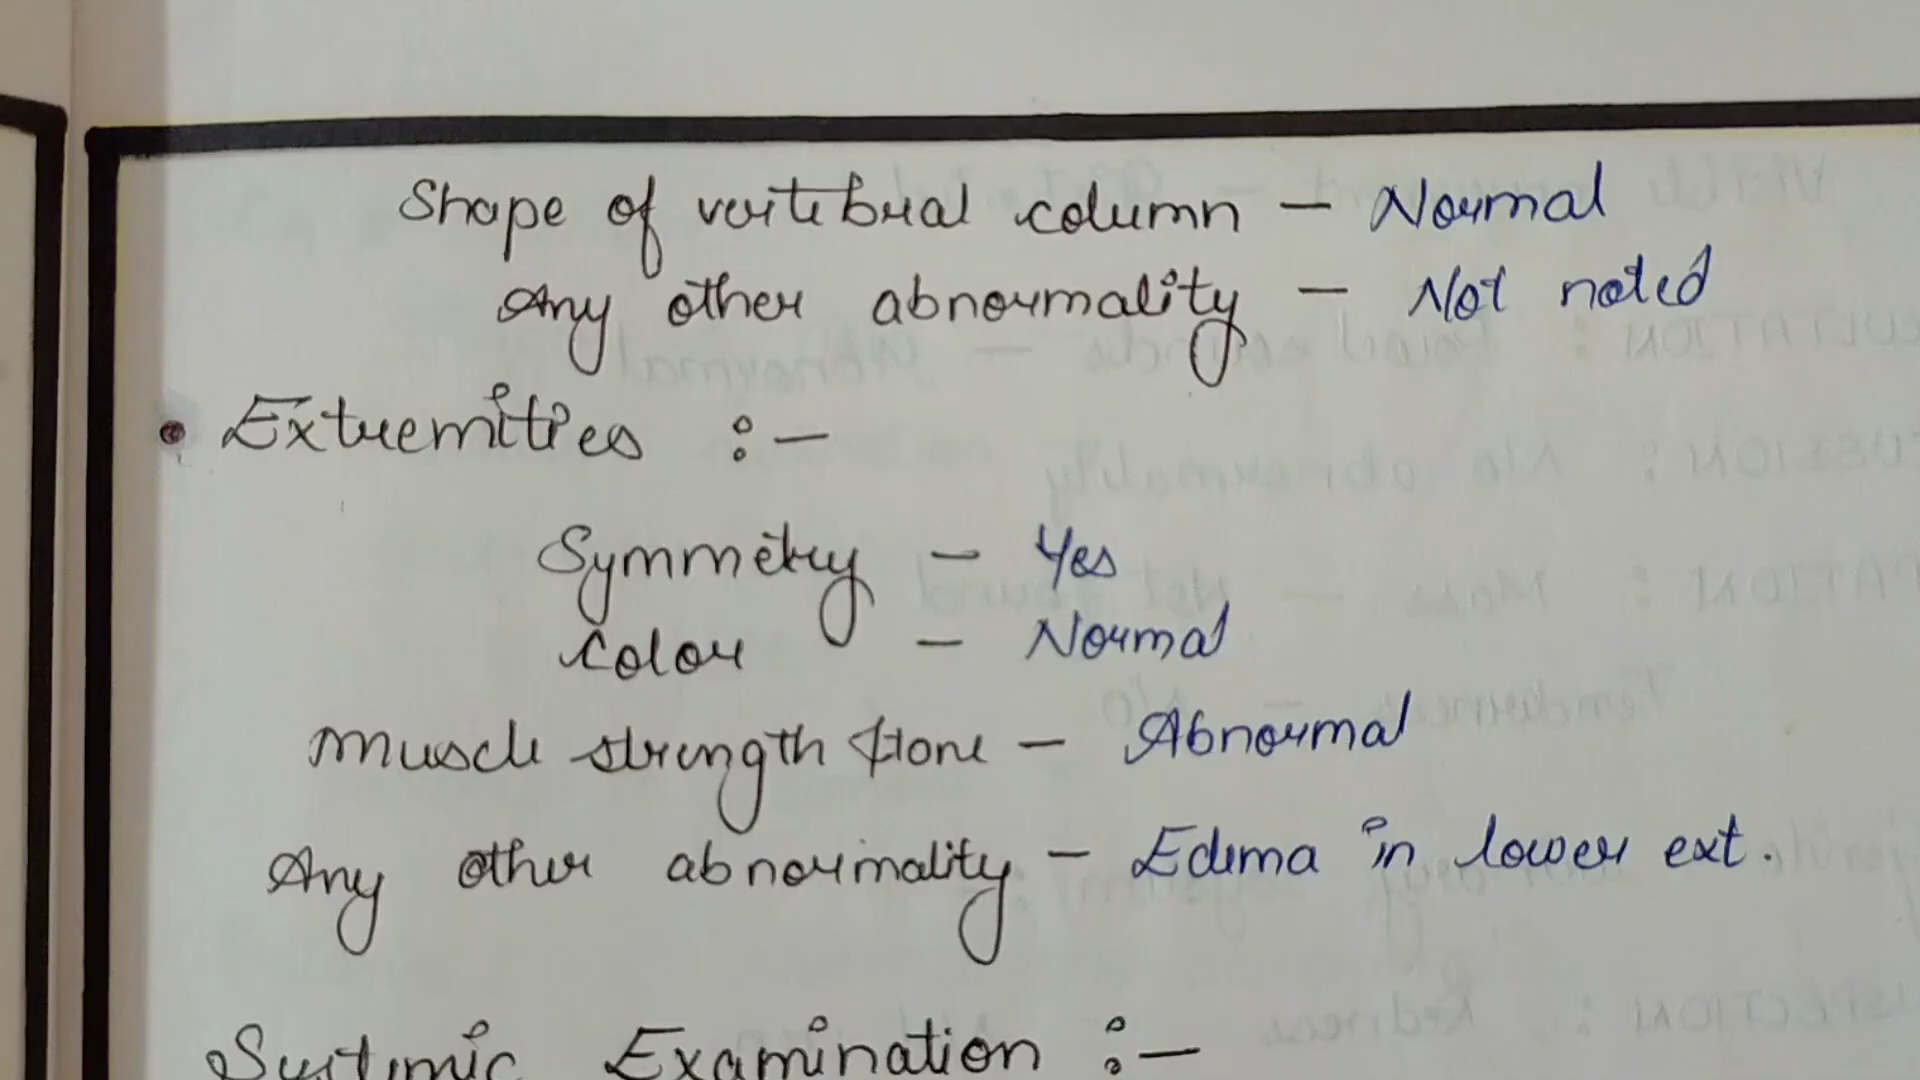 Shape of vertebral column – Normal
Any other abnormality – Not noted
• Extremities :-
Symmetry – Yes
Color – Normal
Muscle strength & tone – Abnormal
Any other abnormality – Edema in lower ext.
Systemic Examination :-